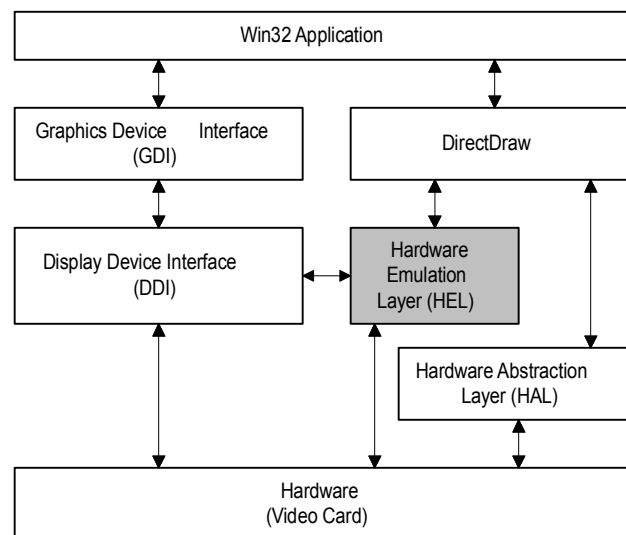 Win32 Application
Graphics Device Interface
(GDI)
DirectDraw
Display Device Interface
(DDI)
Hardware
Emulation
Layer (HEL)
Hardware Abstraction
Layer (HAL)
Hardware
(Video Card)